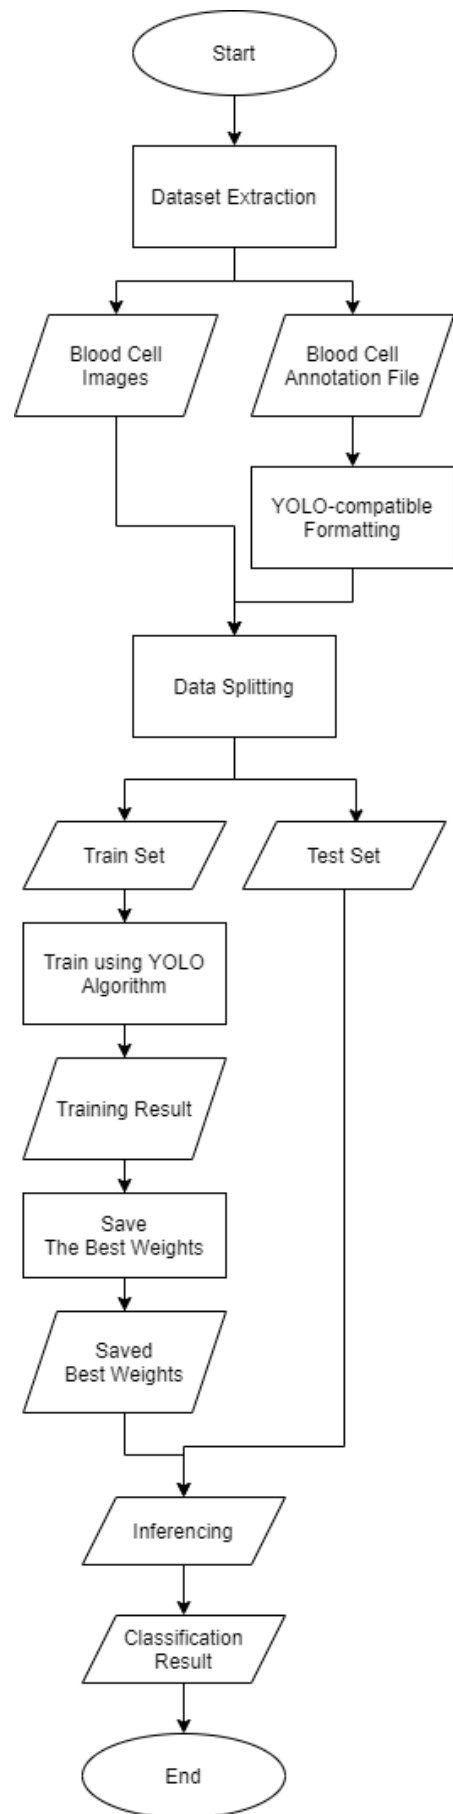 Start
Dataset Extraction
Blood Cell
Images
Blood Cell
Annotation File
YOLO-compatible
Formatting
Data Splitting
Train Set
Test Set
Train using YOLO
Algorithm
Training Result
Save
The Best Weights
Saved
Best Weights
Inferencing
Classification
Result
End